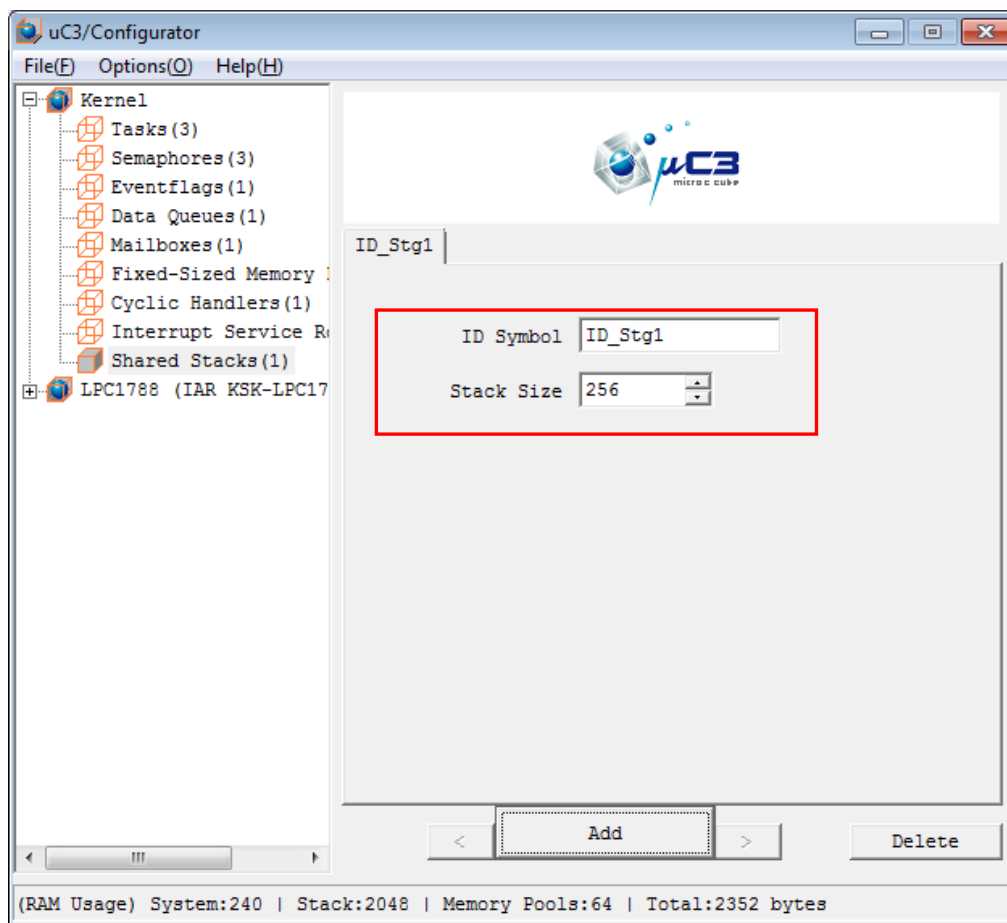 uC3/Configurator
File(F) Options(O) Help(H)
Kernel
Tasks(3)
Semaphores(3)
Eventflags(1)
Data Queues(1)
Mailboxes(1)
Fixed-Sized Memory
Cyclic Handlers(1)
Interrupt Service
Shared Stacks(1)
LPC1788 (IAR KSK-LPC17
µC3
micro c cube
ID_Stg1
ID Symbol ID_Stg1
Stack Size 256
< Add > Delete
(RAM Usage) System:240 | Stack:2048 | Memory Pools:64 | Total:2352 bytes